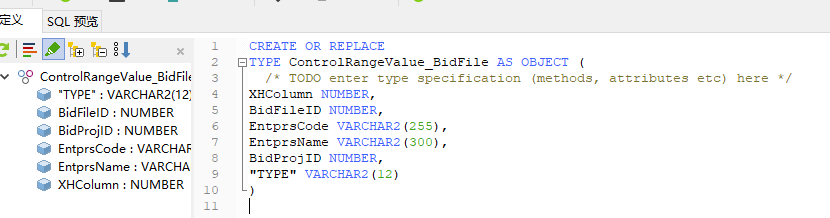 定义
SQL 预览
ControlRangeValue_BidFile
"TYPE" : VARCHAR2(12)
BidFileID : NUMBER
BidProjID : NUMBER
EntprsCode : VARCHAR
EntprsName : VARCHAR
XHColumn : NUMBER
1 CREATE OR REPLACE
2 TYPE ControlRangeValue_BidFile AS OBJECT (
3 /* TODO enter type specification (methods, attributes etc) here */
4 XHColumn NUMBER,
5 BidFileID NUMBER,
6 EntprsCode VARCHAR2(255),
7 EntprsName VARCHAR2(300),
8 BidProjID NUMBER,
9 "TYPE" VARCHAR2(12)
10 )
11